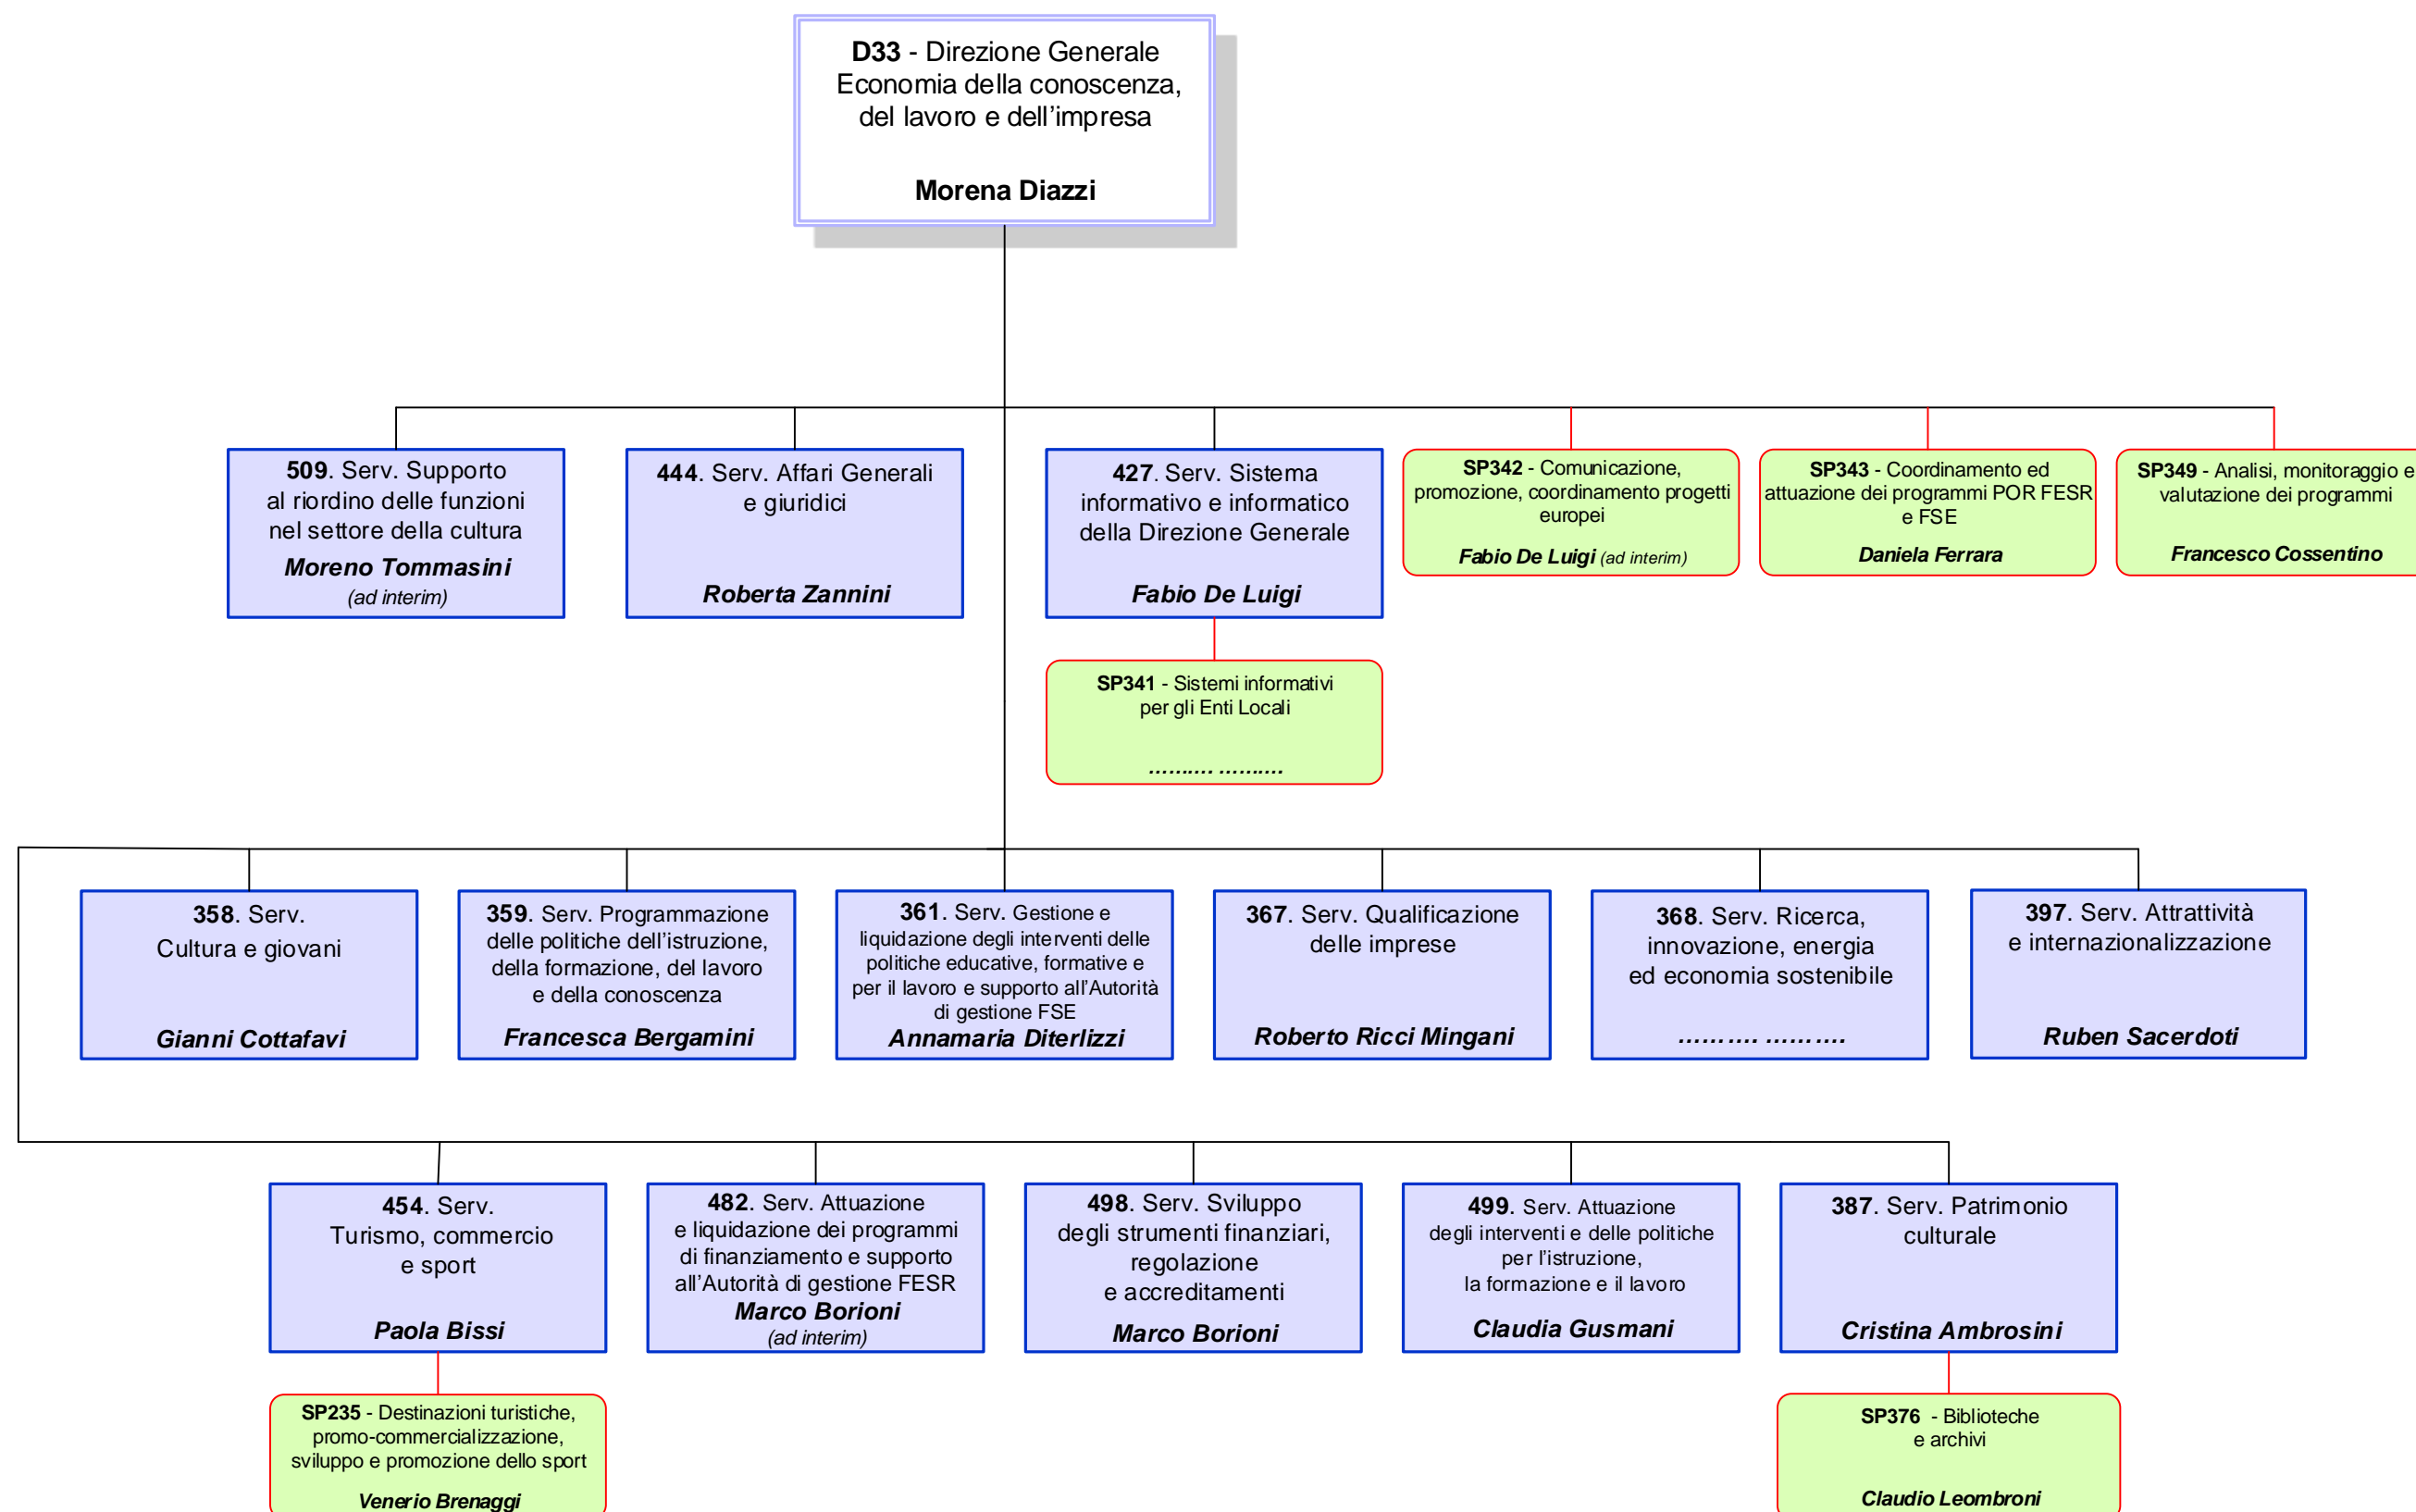 D33 - Direzione Generale
Economia della conoscenza,
del lavoro e dell’impresa
Morena Diazzi
509. Serv. Supporto
al riordino delle funzioni
nel settore della cultura
Moreno Tommasini
(ad interim)
444. Serv. Affari Generali
e giuridici
Roberta Zannini
427. Serv. Sistema
informativo e informatico
della Direzione Generale
Fabio De Luigi
SP342 - Comunicazione,
promozione, coordinamento progetti
europei
Fabio De Luigi (ad interim)
SP343 - Coordinamento ed
attuazione dei programmi POR FESR
e FSE
Daniela Ferrara
SP349 - Analisi, monitoraggio e
valutazione dei programmi
Francesco Cossentino
SP341 - Sistemi informativi
per gli Enti Locali
………. ……….
358. Serv.
Cultura e giovani
Gianni Cottafavi
359. Serv. Programmazione
delle politiche dell’istruzione,
della formazione, del lavoro
e della conoscenza
Francesca Bergamini
361. Serv. Gestione e
liquidazione degli interventi delle
politiche educative, formative e
per il lavoro e supporto all’Autorità
di gestione FSE
Annamaria Diterlizzi
367. Serv. Qualificazione
delle imprese
Roberto Ricci Mingani
368. Serv. Ricerca,
innovazione, energia
ed economia sostenibile
………. ……….
397. Serv. Attrattività
e internazionalizzazione
Ruben Sacerdoti
454. Serv.
Turismo, commercio
e sport
Paola Bissi
482. Serv. Attuazione
e liquidazione dei programmi
di finanziamento e supporto
all’Autorità di gestione FESR
Marco Borioni
(ad interim)
498. Serv. Sviluppo
degli strumenti finanziari,
regolazione
e accreditamenti
Marco Borioni
499. Serv. Attuazione
degli interventi e delle politiche
per l’istruzione,
la formazione e il lavoro
Claudia Gusmani
387. Serv. Patrimonio
culturale
Cristina Ambrosini
SP235 - Destinazioni turistiche,
promo-commercializzazione,
sviluppo e promozione dello sport
Venerio Brenaggi
SP376 - Biblioteche
e archivi
Claudio Leombroni